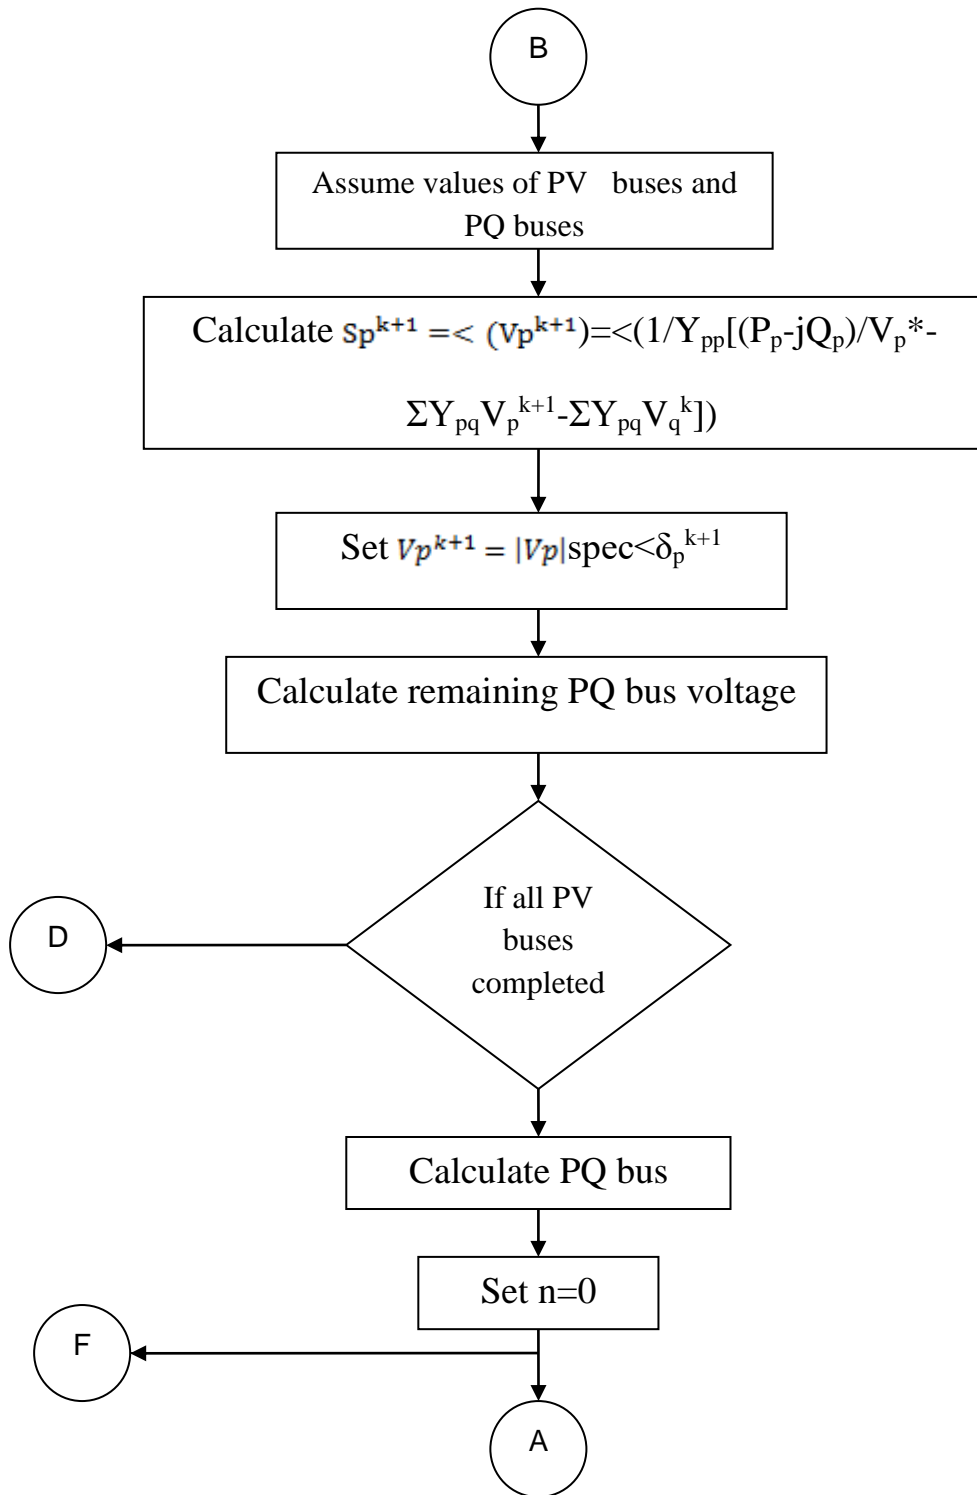 B
Assume values of PV buses and
PQ buses
Calculate Sp^{k+1} =< (Vp^{k+1})=<(1/Y_{pp}[(P_p-jQ_p)/V_p*-
ΣY_{pq}V_p^{k+1}-ΣY_{pq}V_q^k])
Set Vp^{k+1} = |Vp|spec<δ_p^{k+1}
Calculate remaining PQ bus voltage
If all PV
buses
completed
D
Calculate PQ bus
Set n=0
F
A